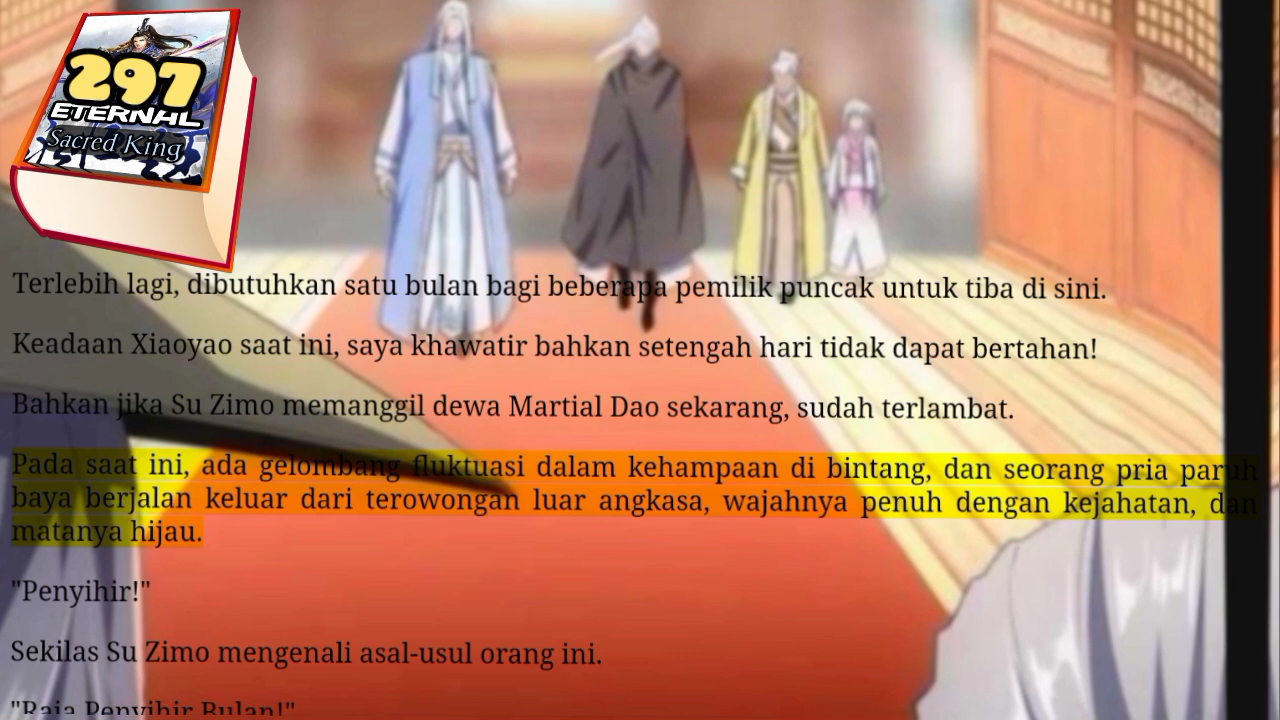 297
ETERNAL
Sacred King
Terlebih lagi, dibutuhkan satu bulan bagi beberapa pemilik puncak untuk tiba di sini.
Keadaan Xiaoyao saat ini, saya khawatir bahkan setengah hari tidak dapat bertahan!
Bahkan jika Su Zimo memanggil dewa Martial Dao sekarang, sudah terlambat.
Pada saat ini, ada gelombang fluktuasi dalam kehampaan di bintang, dan seorang pria paruh
baya berjalan keluar dari terowongan luar angkasa, wajahnya penuh dengan kejahatan, dan
matanya hijau.
"Penyihir!"
Sekilas Su Zimo mengenali asal-usul orang ini.
"Raja Penyihir Bulan!"